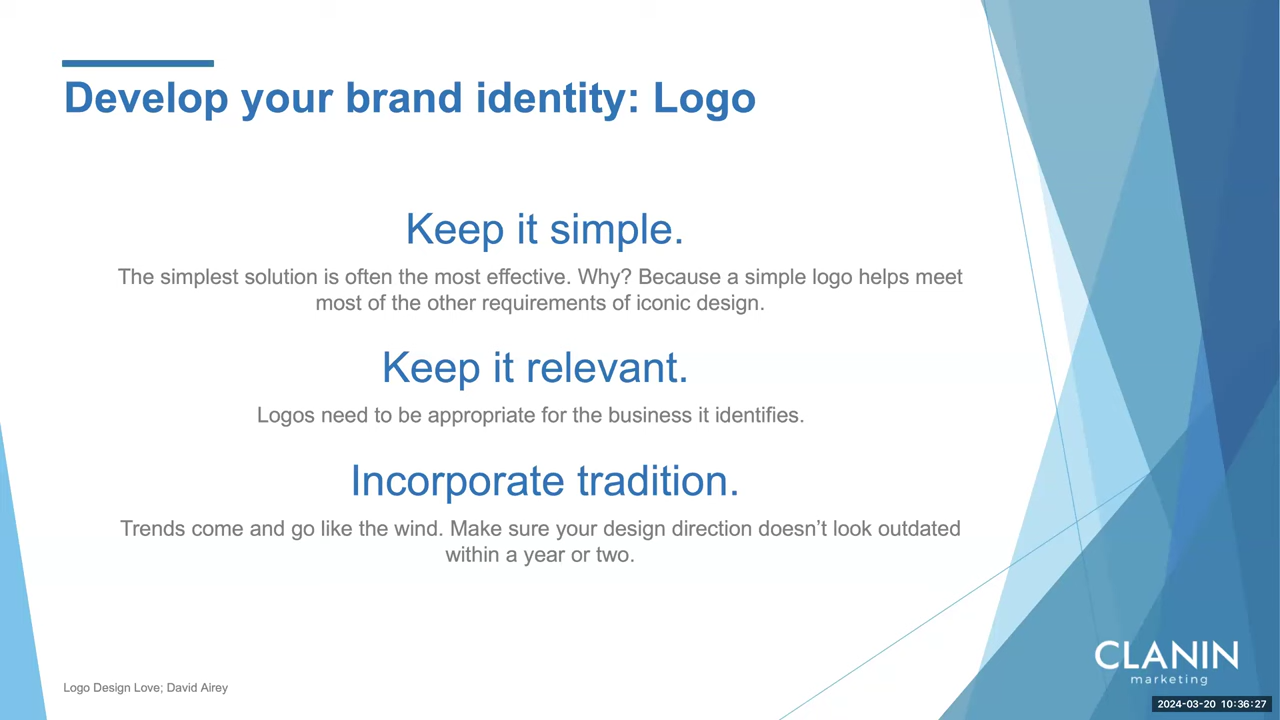 Develop your brand identity: Logo
Keep it simple.
The simplest solution is often the most effective. Why? Because a simple logo helps meet
most of the other requirements of iconic design.
Keep it relevant.
Logos need to be appropriate for the business it identifies.
Incorporate tradition.
Trends come and go like the wind. Make sure your design direction doesn’t look outdated
within a year or two.
Logo Design Love; David Airey
CLANIN
marketing
2024-03-20 10:36:27